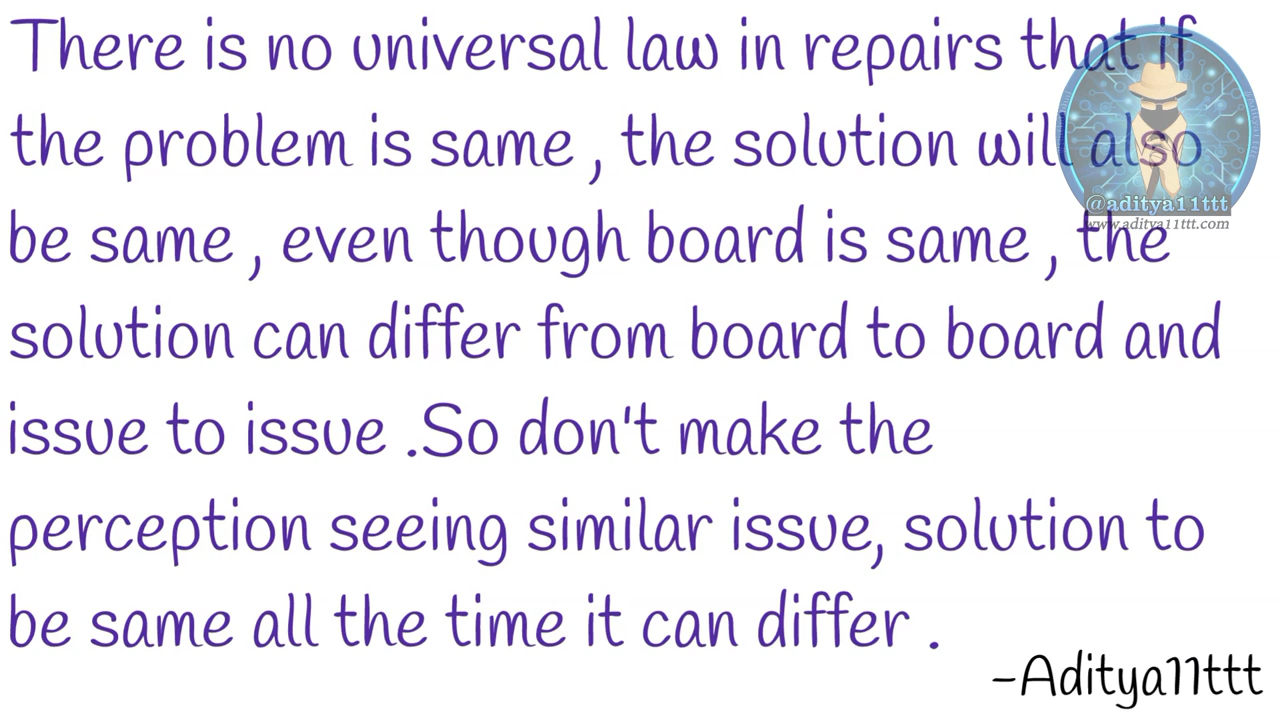 There is no universal law in repairs that if
the problem is same , the solution will also
be same , even though board is same , the
solution can differ from board to board and
issue to issue .So don't make the
perception seeing similar issue, solution to
be same all the time it can differ .
-Aditya11ttt
@aditya11ttt
www.aditya11ttt.com